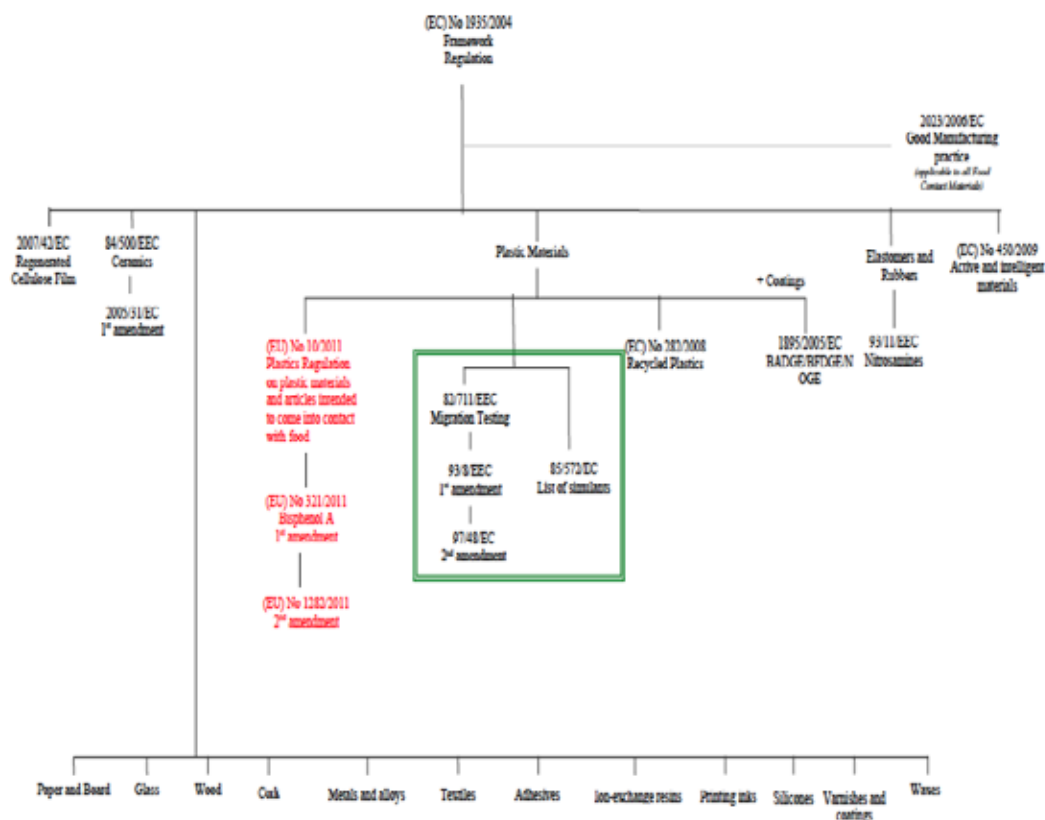 (EC) No 1935/2004
Framework
Regulation
2023/2006/EC
Good Manufacturing
practice
(applicable to all Food
Contact Materials)
2007/42/EC
Regenerated
Cellulose Film
84/500/EEC
Ceramics
2005/31/EC
1st amendment
Plastic Materials
+ Coatings
Elastomers and
Rubbers
93/11/EEC
Nitrosamines
(EC) No 450/2009
Active and intelligent
materials
(EU) No 10/2011
Plastics Regulation
on plastic materials
and articles intended
to come into contact
with food
(EU) No 321/2011
Bisphenol A
1st amendment
(EU) No 1282/2011
2nd amendment
82/711/EEC
Migration Testing
93/8/EEC
1st amendment
97/48/EC
2nd amendment
85/572/EC
List of simulants
(EC) No 282/2008
Recycled Plastics
1895/2005/EC
BADGE/BFDGE/N
OGE
Paper and Board
Glass
Wood
Cork
Metals and alloys
Textiles
Adhesives
Ion-exchange resins
Printing inks
Silicones
Varnishes and
coatings
Waxes